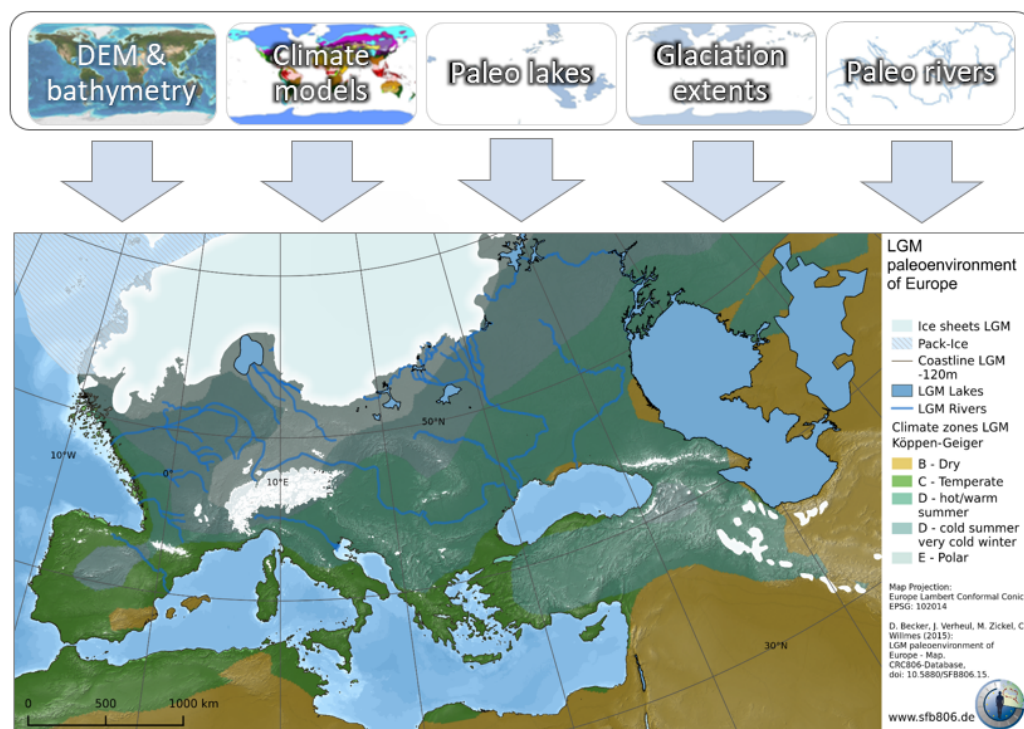 DEM &
bathymetry
Climate
models
Paleo lakes
Glaciation
extents
Paleo rivers
LGM
paleoenvironment
of Europe
Ice sheets LGM
Pack-Ice
Coastline LGM
-120m
LGM Lakes
LGM Rivers
Climate zones LGM
Köppen-Geiger
B - Dry
C - Temperate
D - hot/warm
summer
D - cold summer
very cold winter
E - Polar
Map Projection:
Europe Lambert Conformal Conic
EPSG: 102014
D. Becker, J. Verheul, M. Zickel, C.
Willmes (2015):
LGM paleoenvironment of
Europe - Map.
CRC806-Database,
doi: 10.5880/SFB806.15.
www.sfb806.de
50°N
10°W
0°
10°E
30°N
0 500 1000 km